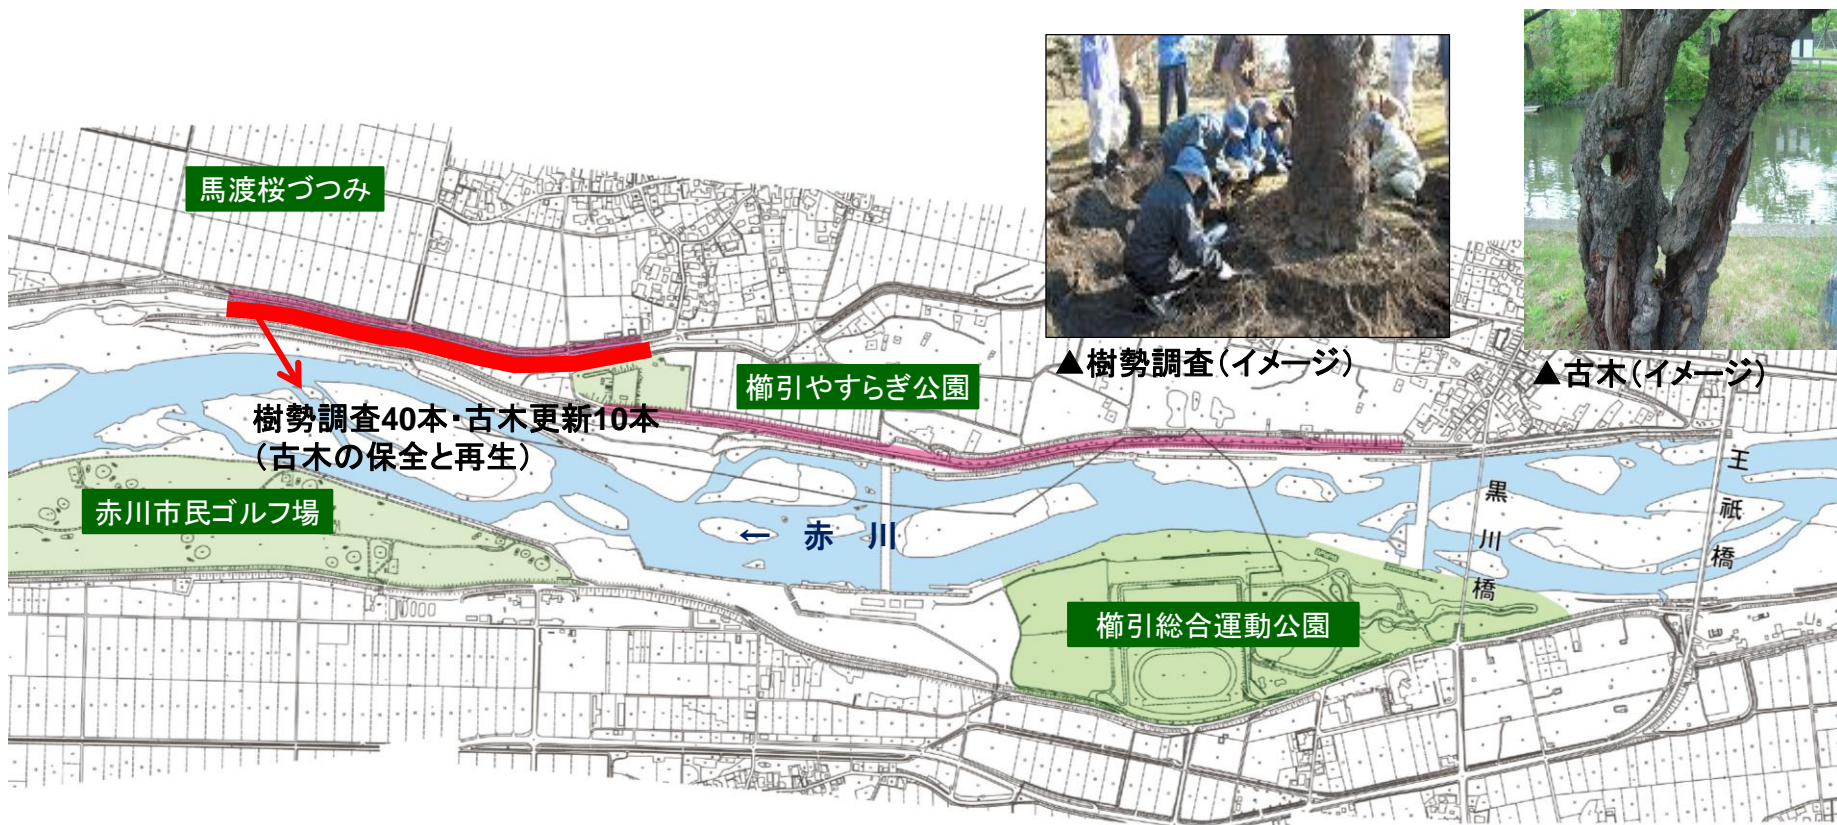 馬渡桜づつみ
▲樹勢調査(イメージ)
▲古木(イメージ)
櫛引やすらぎ公園
樹勢調査40本・古木更新10本
(古木の保全と再生)
赤川市民ゴルフ場
← 赤 川
黒川橋
王祇橋
櫛引総合運動公園